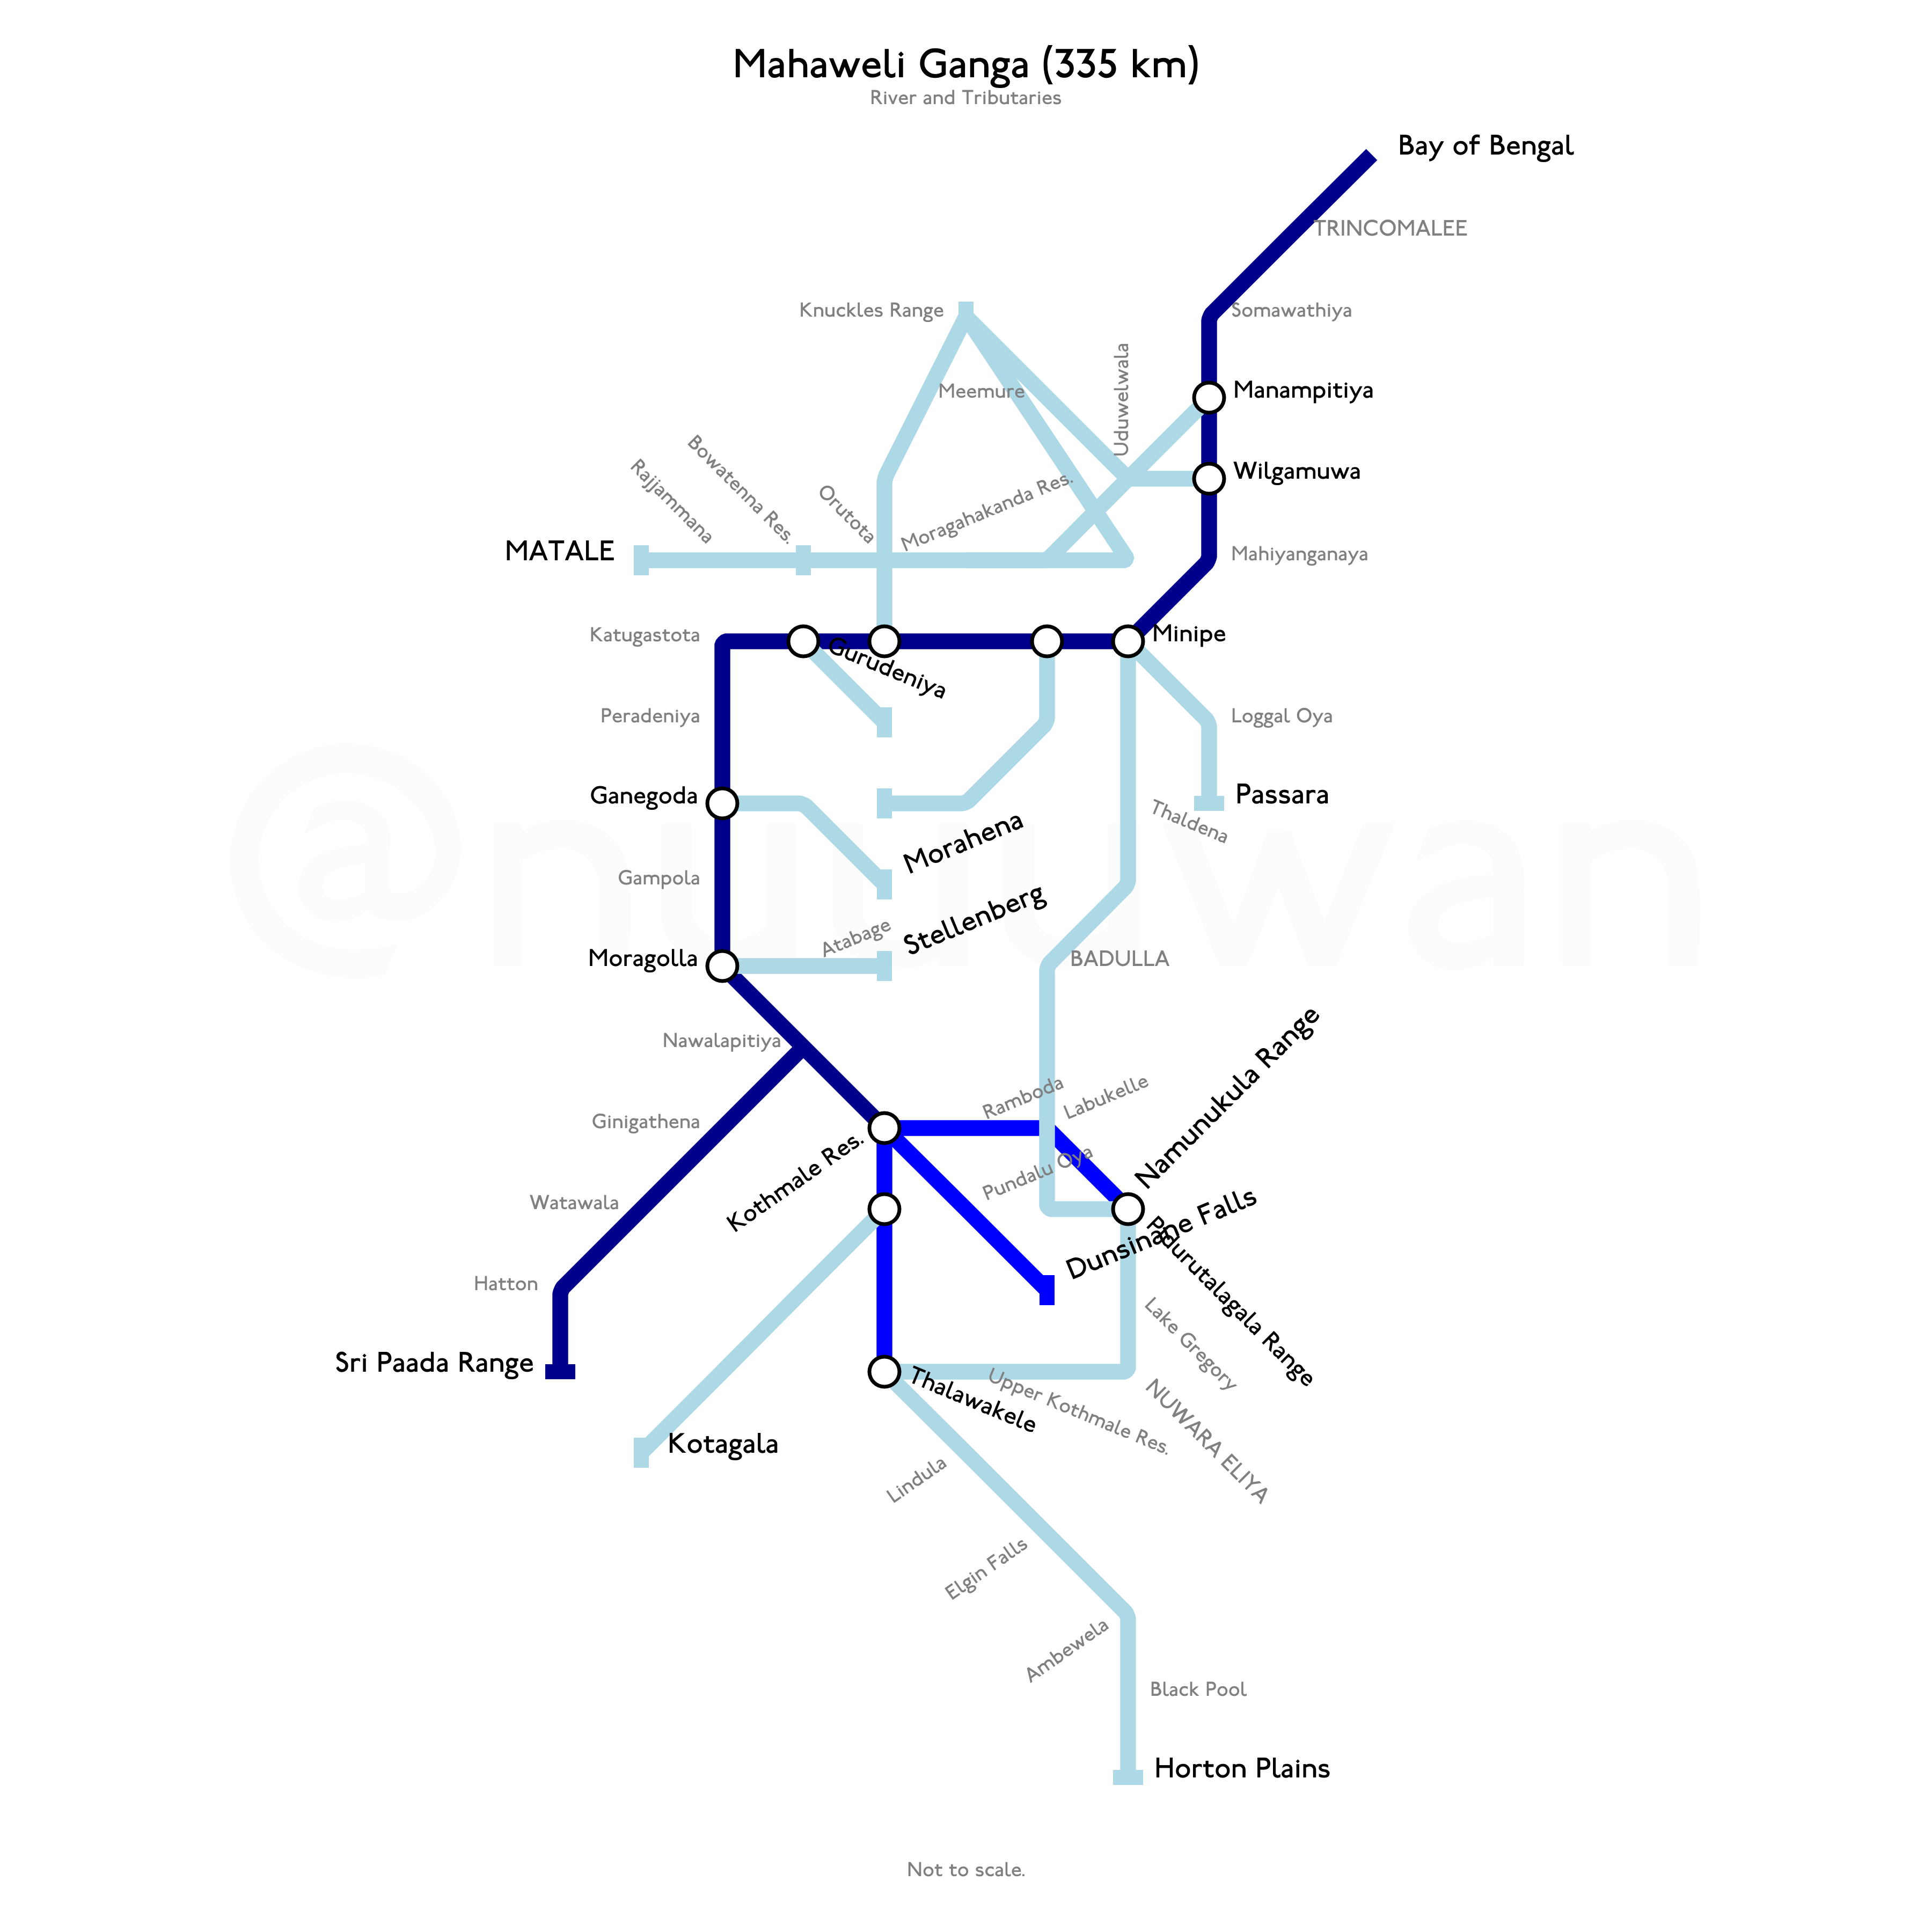 Mahaweli Ganga (335 km)
River and Tributaries
Bay of Bengal
TRINCOMALEE
Knuckles Range
Somawathiya
Meemure
Uduwelwala
Manampitiya
Rajjammana
Bowatenna Res.
Orutota
Moragahakanda Res.
Wilgamuwa
MATALE
Mahiyanganaya
Katugastota
Gurudeniya
Minipe
Peradeniya
Loggal Oya
Ganegoda
Passara
Thaldena
Morahena
Gampola
Stellenberg
Atabage
Moragolla
BADULLA
@nuuuwan
Nawalapitiya
Namunukula Range
Ramboda
Labukelle
Ginigathena
Kothmale Res.
Pundalu Oya
Watawala
Dunsinane Falls
Pidurutalagala Range
Hatton
Lake Gregory
Sri Paada Range
Thalawakele
Upper Kothmale Res.
NUWARA ELIYA
Kotagala
Lindula
Elgin Falls
Ambewela
Black Pool
Horton Plains
Not to scale.